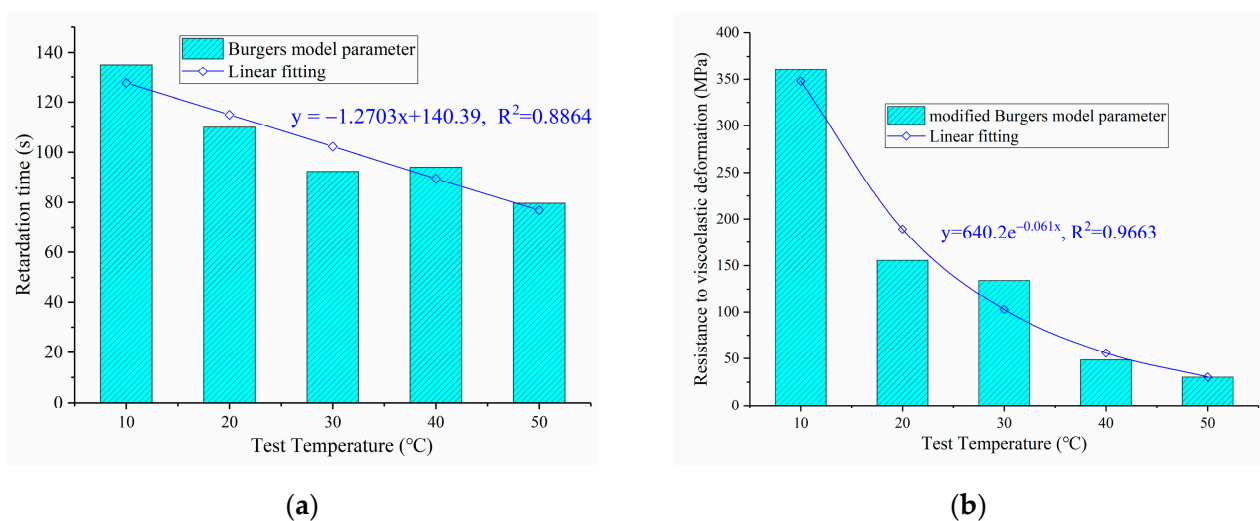 140
120
100
80
60
40
20
0
Retardation time (s)
Burgers model parameter
Linear fitting
y = −1.2703x+140.39, R²=0.8864
10 20 30 40 50
Test Temperature (℃)
(a)
400
350
300
250
200
150
100
50
0
Resistance to viscoelastic deformation (MPa)
modified Burgers model parameter
Linear fitting
y=640.2e⁻⁰·⁰⁶¹ˣ, R²=0.9663
10 20 30 40 50
Test Temperature (℃)
(b)